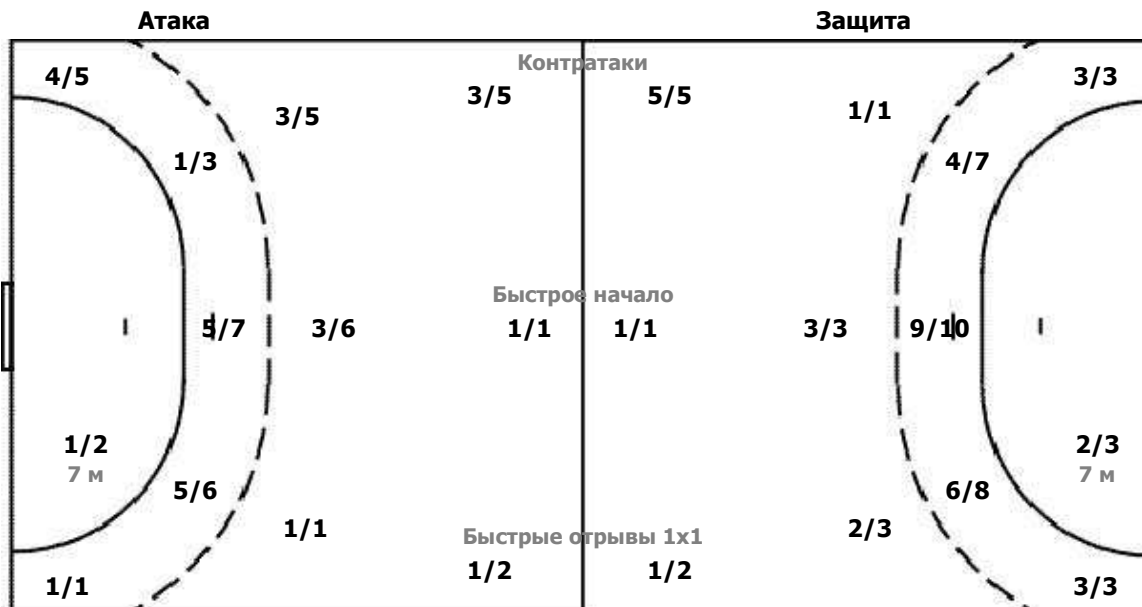 Атака Защита
Контратаки
4/5 3/3
3/5 5/5
3/5 1/1
1/3 4/7
Быстрое начало
5/7 3/6 1/1 1/1 3/3 9/10
1/2 2/3
7 м 7 м
5/6 6/8
1/1 2/3
Быстрые отрывы 1x1
1/2 1/2
1/1 3/3